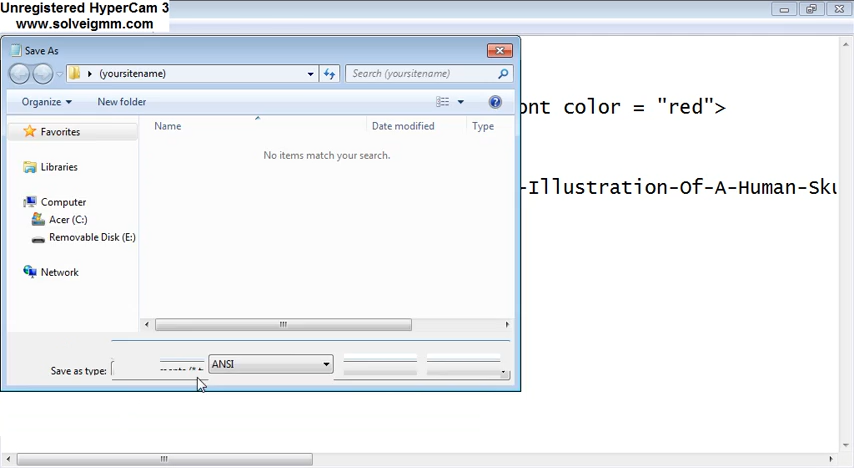 Unregistered HyperCam 3
www.solveigmm.com
Save As
(yoursitename)
Search (yoursitename)
Organize
New folder
ont color = "red">
Favorites
Name
Date modified
Type
No items match your search.
Libraries
-Illustration-Of-A-Human-Sku
Computer
Acer (C:)
Removable Disk (E:)
Network
Save as type:
ANSI